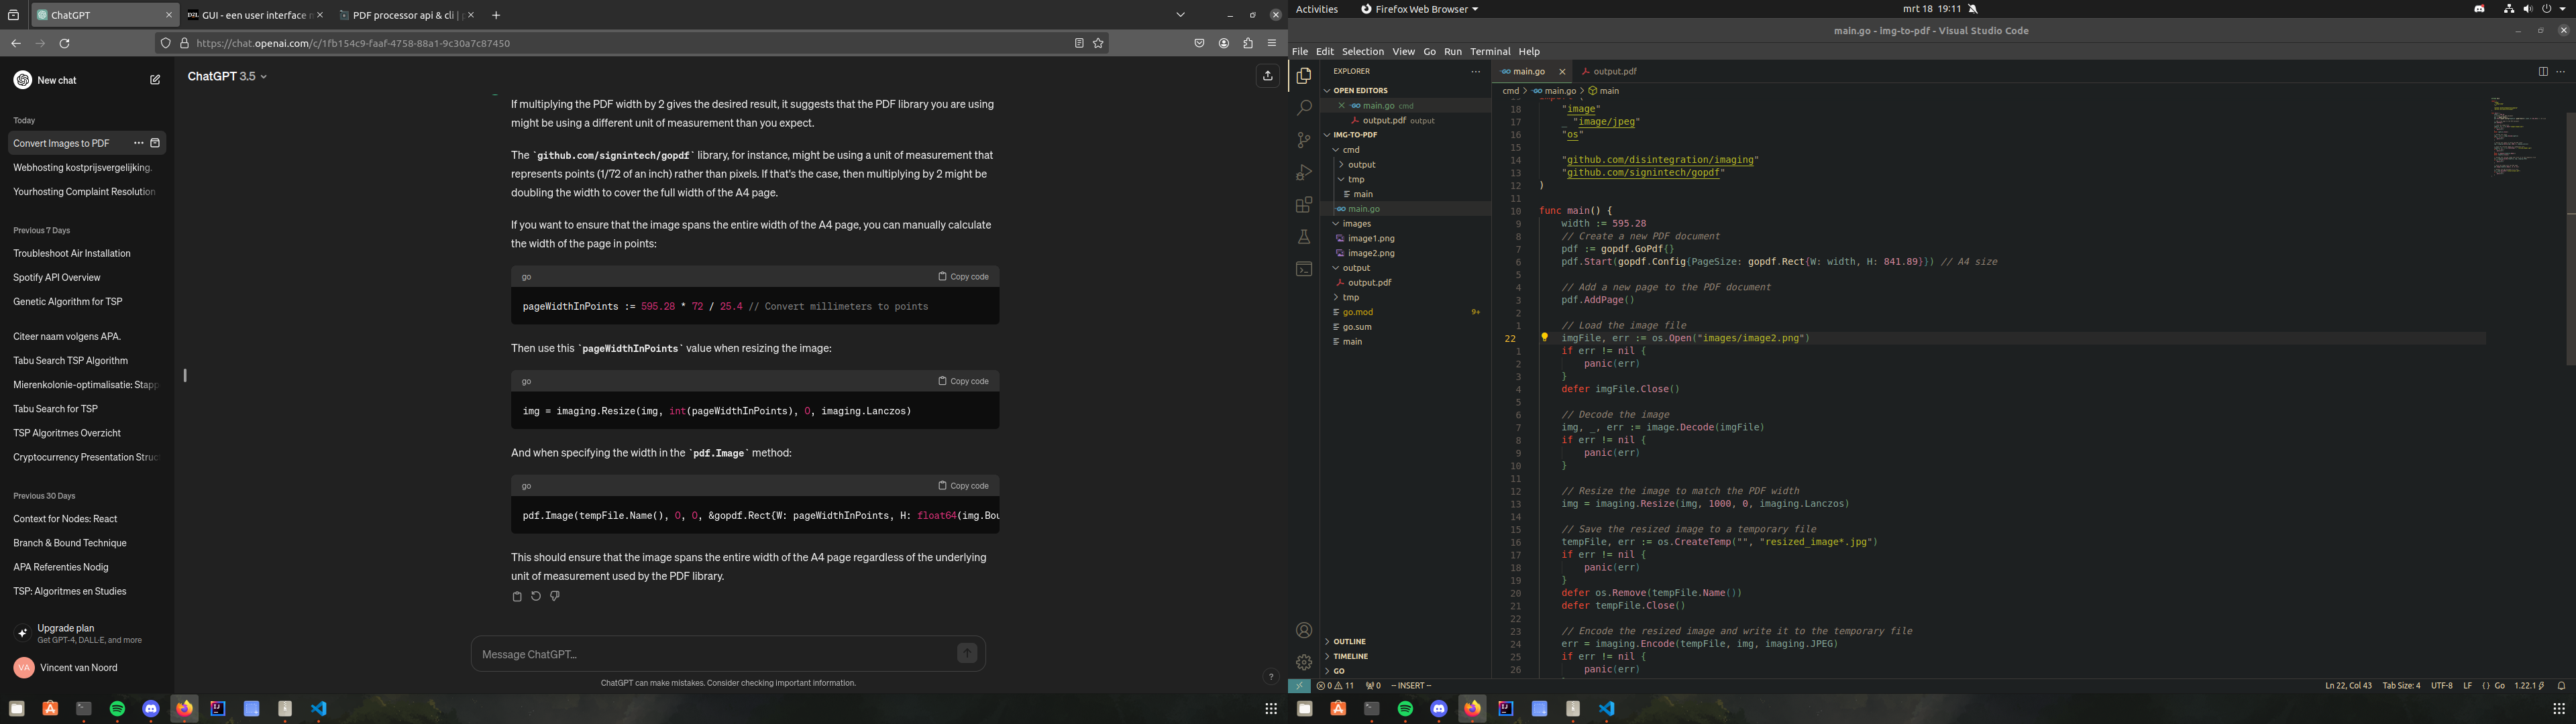 ChatGPT
GUI - een user interface n
PDF processor api & cli | p
https://chat.openai.com/c/1fb154c9-faaf-4758-88a1-9c30a7c87450
New chat
Today
Convert Images to PDF
Webhosting kostprijsvergelijking.
Yourhosting Complaint Resolution
Previous 7 Days
Troubleshoot Air Installation
Spotify API Overview
Genetic Algorithm for TSP
Citeer naam volgens APA.
Tabu Search TSP Algorithm
Mierenkolonie-optimalisatie: Stapp
Tabu Search for TSP
TSP Algoritmes Overzicht
Cryptocurrency Presentation Struc
Previous 30 Days
Context for Nodes: React
Branch & Bound Technique
APA Referenties Nodig
TSP: Algoritmes en Studies
Upgrade plan
Get GPT-4, DALL·E, and more
VA Vincent van Noord
ChatGPT 3.5
If multiplying the PDF width by 2 gives the desired result, it suggests that the PDF library you are using
might be using a different unit of measurement than you expect.
The `github.com/signintech/gopdf` library, for instance, might be using a unit of measurement that
represents points (1/72 of an inch) rather than pixels. If that's the case, then multiplying by 2 might be
doubling the width to cover the full width of the A4 page.
If you want to ensure that the image spans the entire width of the A4 page, you can manually calculate
the width of the page in points:
go Copy code
pageWidthInPoints := 595.28 * 72 / 25.4 // Convert millimeters to points
Then use this `pageWidthInPoints` value when resizing the image:
go Copy code
img = imaging.Resize(img, int(pageWidthInPoints), 0, imaging.Lanczos)
And when specifying the width in the `pdf.Image` method:
go Copy code
pdf.Image(tempFile.Name(), 0, 0, &gopdf.Rect{W: pageWidthInPoints, H: float64(img.Bou
This should ensure that the image spans the entire width of the A4 page regardless of the underlying
unit of measurement used by the PDF library.
Message ChatGPT...
ChatGPT can make mistakes. Consider checking important information.
?
Activities Firefox Web Browser mrt 18 19:11
main.go - img-to-pdf - Visual Studio Code
File Edit Selection View Go Run Terminal Help
EXPLORER
OPEN EDITORS
main.go cmd
output.pdf output
IMG-TO-PDF
cmd
output
tmp
main
main.go
images
image1.png
image2.png
output
output.pdf
tmp
go.mod 9+
go.sum
main
OUTLINE
TIMELINE
GO
main.go output.pdf
cmd > main.go > main
18 "image"
17 _ "image/jpeg"
16 "os"
15
14 "github.com/disintegration/imaging"
13 "github.com/signintech/gopdf"
12 )
11
10 func main() {
9 width := 595.28
8 // Create a new PDF document
7 pdf := gopdf.GoPdf{}
6 pdf.Start(gopdf.Config{PageSize: gopdf.Rect{W: width, H: 841.89}}) // A4 size
5
4 // Add a new page to the PDF document
3 pdf.AddPage()
2
1 // Load the image file
22 imgFile, err := os.Open("images/image2.png")
1 if err != nil {
2 panic(err)
3 }
4 defer imgFile.Close()
5
6 // Decode the image
7 img, _, err := image.Decode(imgFile)
8 if err != nil {
9 panic(err)
10 }
11
12 // Resize the image to match the PDF width
13 img = imaging.Resize(img, 1000, 0, imaging.Lanczos)
14
15 // Save the resized image to a temporary file
16 tempFile, err := os.CreateTemp("", "resized_image*.jpg")
17 if err != nil {
18 panic(err)
19 }
20 defer os.Remove(tempFile.Name())
21 defer tempFile.Close()
22
23 // Encode the resized image and write it to the temporary file
24 err = imaging.Encode(tempFile, img, imaging.JPEG)
25 if err != nil {
26 panic(err)
0 11 0 -- INSERT -- Ln 22, Col 43 Tab Size: 4 UTF-8 LF {} Go 1.22.1